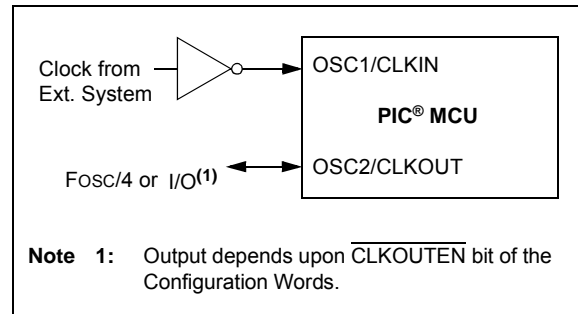 Clock from
Ext. System
OSC1/CLKIN
PIC® MCU
FOSC/4 or I/O(1)
OSC2/CLKOUT
Note 1: Output depends upon CLKOUTEN bit of the
Configuration Words.